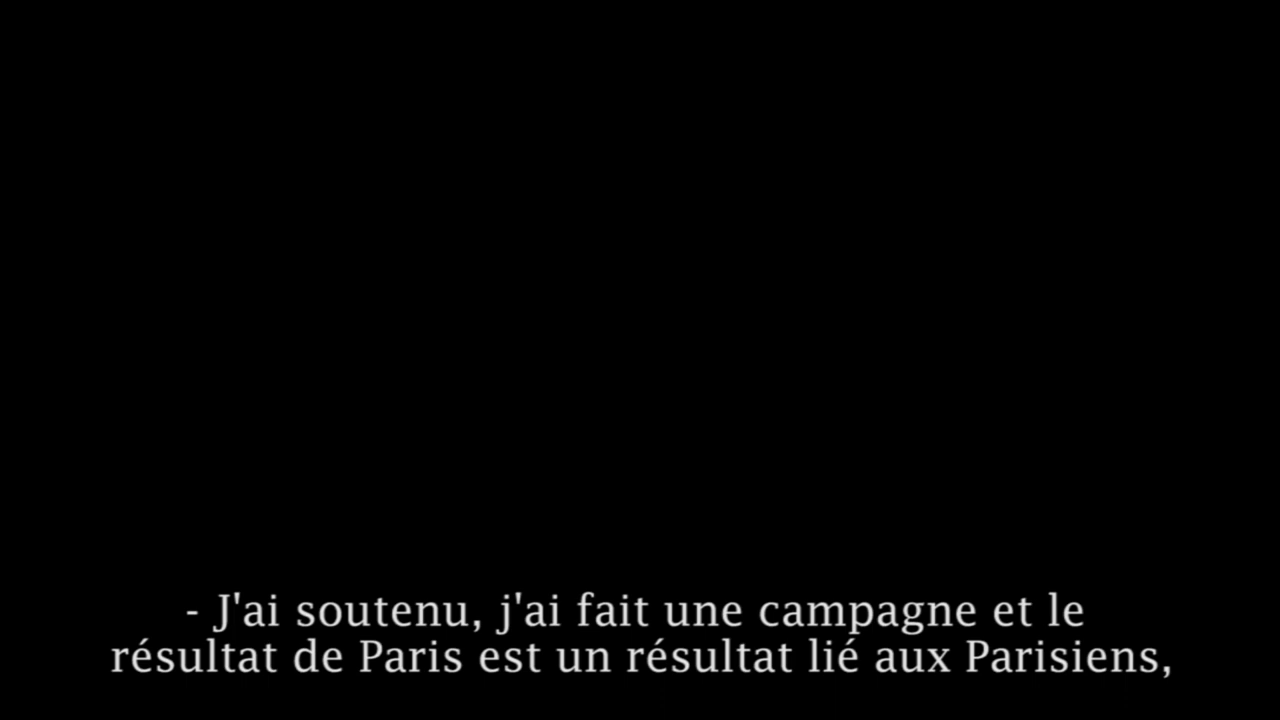 - J'ai soutenu, j'ai fait une campagne et le
résultat de Paris est un résultat lié aux Parisiens,